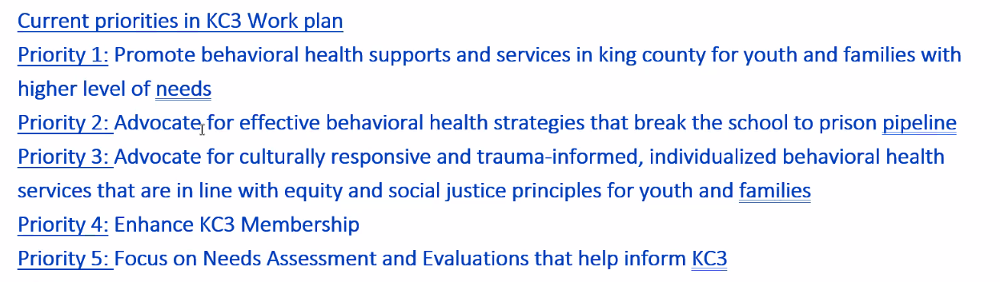 Current priorities in KC3 Work plan
Priority 1: Promote behavioral health supports and services in king county for youth and families with
higher level of needs
Priority 2: Advocate for effective behavioral health strategies that break the school to prison pipeline
Priority 3: Advocate for culturally responsive and trauma-informed, individualized behavioral health
services that are in line with equity and social justice principles for youth and families
Priority 4: Enhance KC3 Membership
Priority 5: Focus on Needs Assessment and Evaluations that help inform KC3